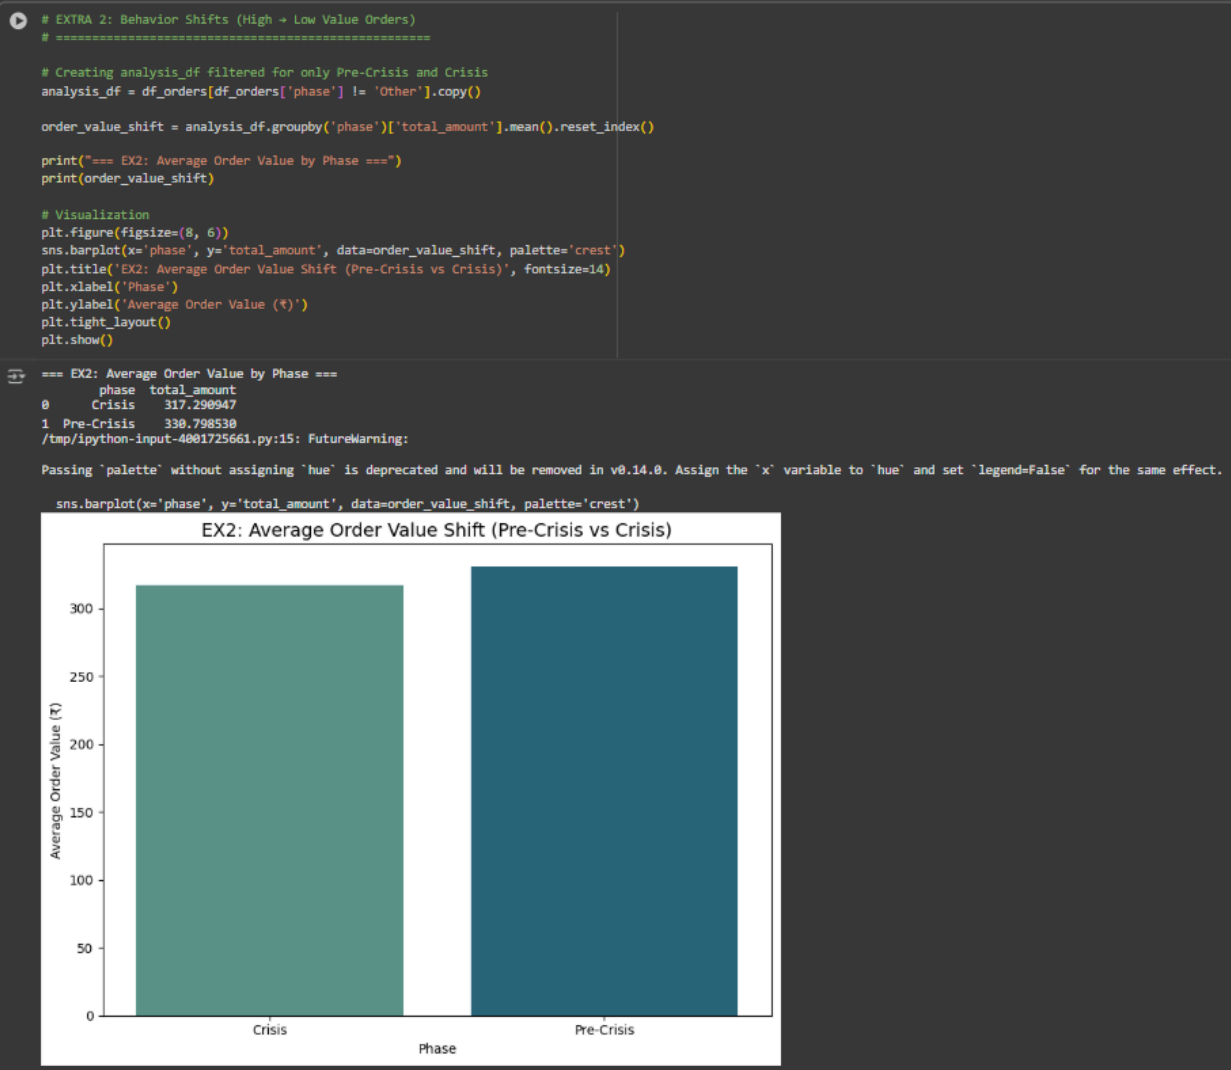 # EXTRA 2: Behavior Shifts (High → Low Value Orders)
# ====================================================
# Creating analysis_df filtered for only Pre-Crisis and Crisis
analysis_df = df_orders[df_orders['phase'] != 'Other'].copy()
order_value_shift = analysis_df.groupby('phase')['total_amount'].mean().reset_index()
print("=== EX2: Average Order Value by Phase ===")
print(order_value_shift)
# Visualization
plt.figure(figsize=(8, 6))
sns.barplot(x='phase', y='total_amount', data=order_value_shift, palette='crest')
plt.title('EX2: Average Order Value Shift (Pre-Crisis vs Crisis)', fontsize=14)
plt.xlabel('Phase')
plt.ylabel('Average Order Value (₹)')
plt.tight_layout()
plt.show()
=== EX2: Average Order Value by Phase ===
phase total_amount
0 Crisis 317.290947
1 Pre-Crisis 330.798530
/tmp/ipython-input-4001725661.py:15: FutureWarning:
Passing `palette` without assigning `hue` is deprecated and will be removed in v0.14.0. Assign the `x` variable to `hue` and set `legend=False` for the same effect.
sns.barplot(x='phase', y='total_amount', data=order_value_shift, palette='crest')
EX2: Average Order Value Shift (Pre-Crisis vs Crisis)
Average Order Value (₹)
300
250
200
150
100
50
0
Crisis
Pre-Crisis
Phase